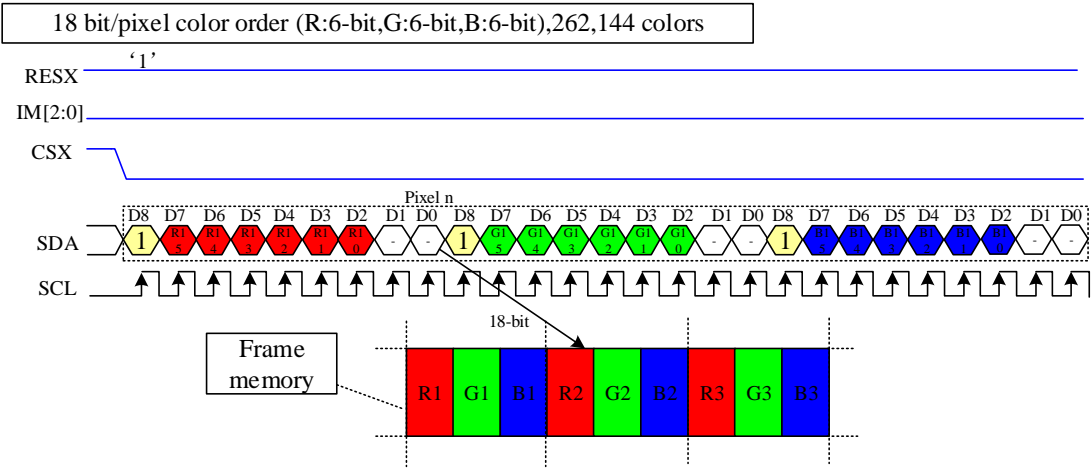 18 bit/pixel color order (R:6-bit,G:6-bit,B:6-bit),262,144 colors
‘1’
RESX
IM[2:0]
CSX
Pixel n
D8 D7 D6 D5 D4 D3 D2 D1 D0 D8 D7 D6 D5 D4 D3 D2 D1 D0 D8 D7 D6 D5 D4 D3 D2 D1 D0
SDA 1 R1 R1 R1 R1 R1 R1 - - 1 G1 G1 G1 G1 G1 G1 - - 1 B1 B1 B1 B1 B1 B1 - -
5 4 3 2 1 0 5 4 3 2 1 0 5 4 3 2 1 0
SCL
18-bit
Frame
memory
R1 G1 B1 R2 G2 B2 R3 G3 B3